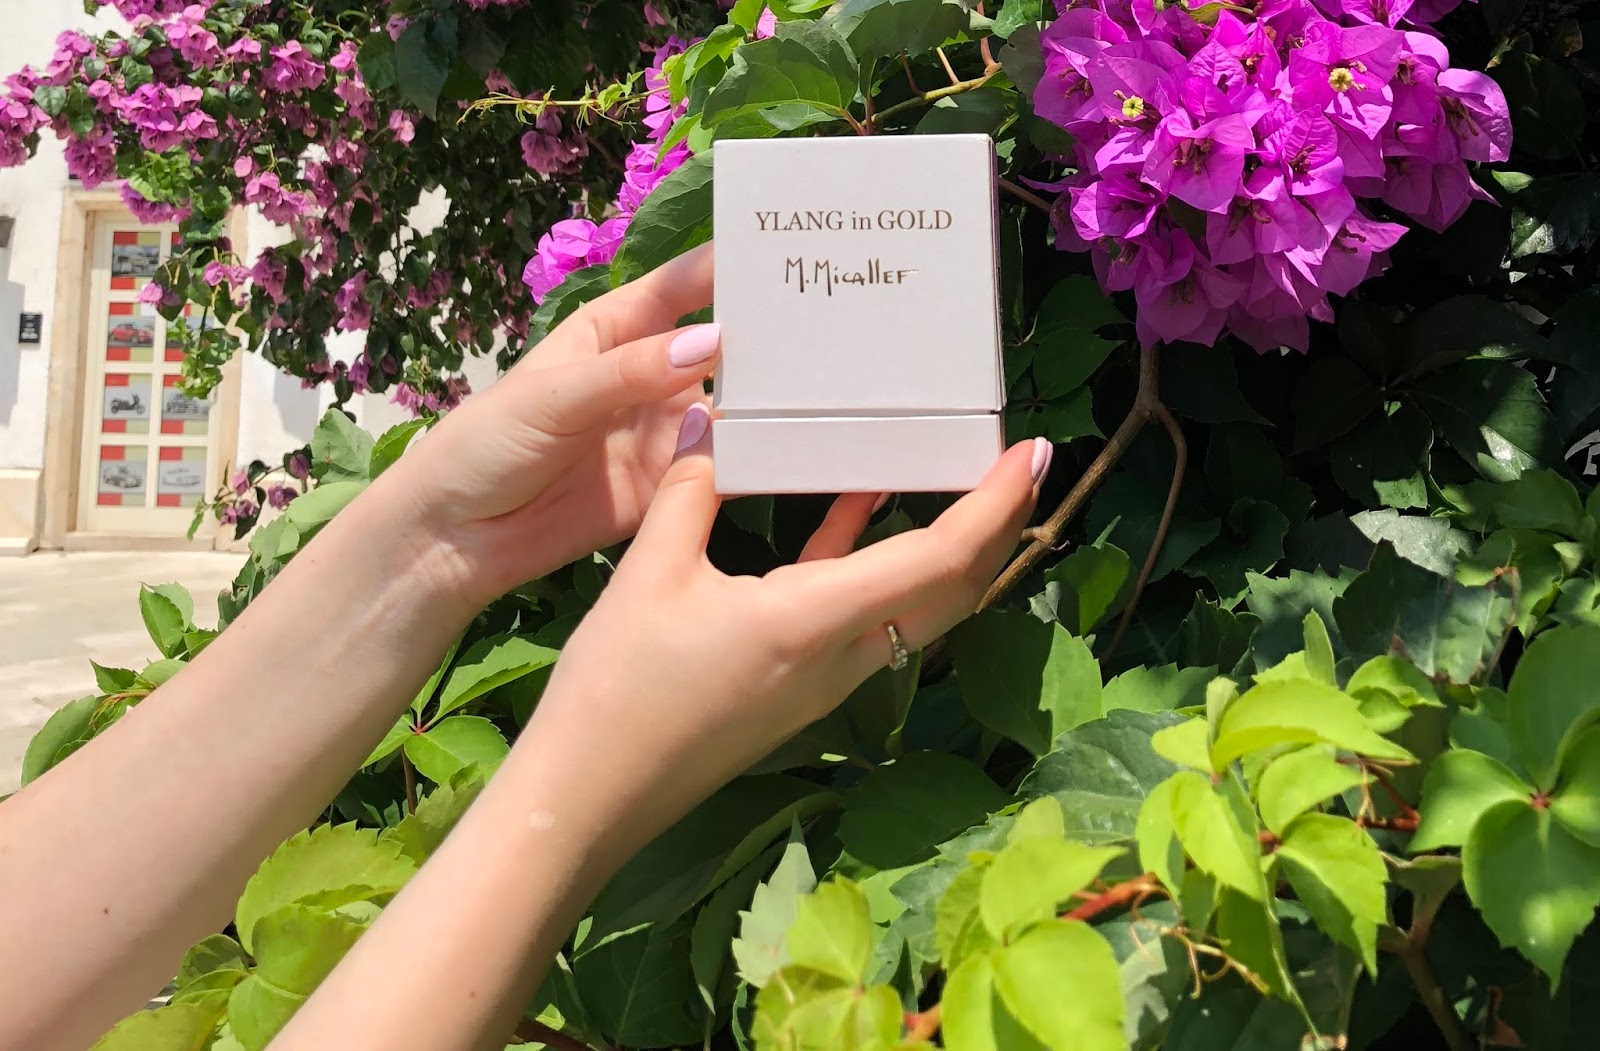 YLANG in GOLD
M. Micallef